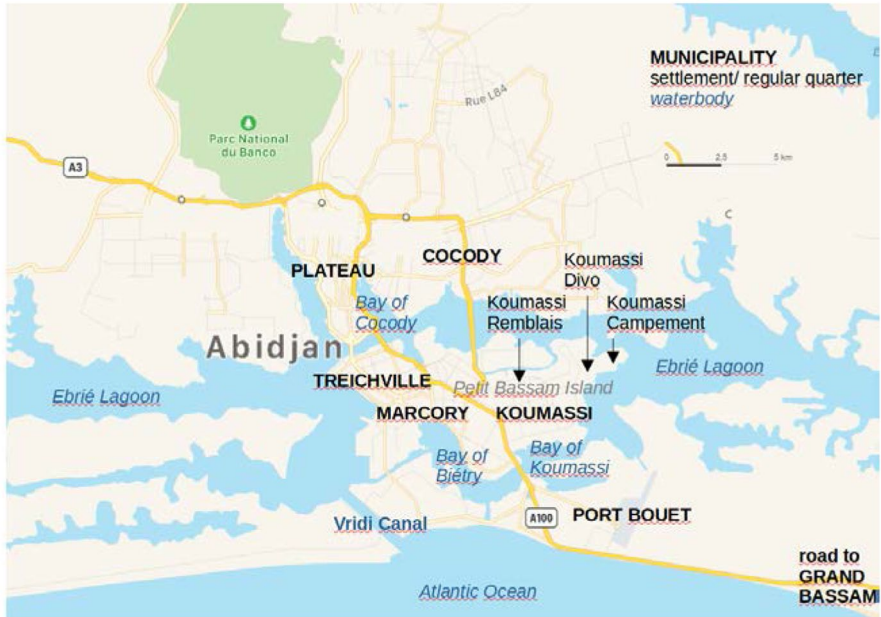 MUNICIPALITY
settlement/ regular quarter
waterbody
Rue L84
Parc National
du Banco
A3
0 2,5 5 km
C
COCODY
Koumassi
Divo
PLATEAU
Bay of
Cocody
Koumassi
Remblais
Koumassi
Campement
Abidjan
Ebrié Lagoon
TREICHVILLE
Petit Bassam Island
Ebrié Lagoon
MARCORY
KOUMASSI
Bay of
Biétry
Bay of
Koumassi
Vridi Canal
A100
PORT BOUET
road to
GRAND
BASSAM
Atlantic Ocean